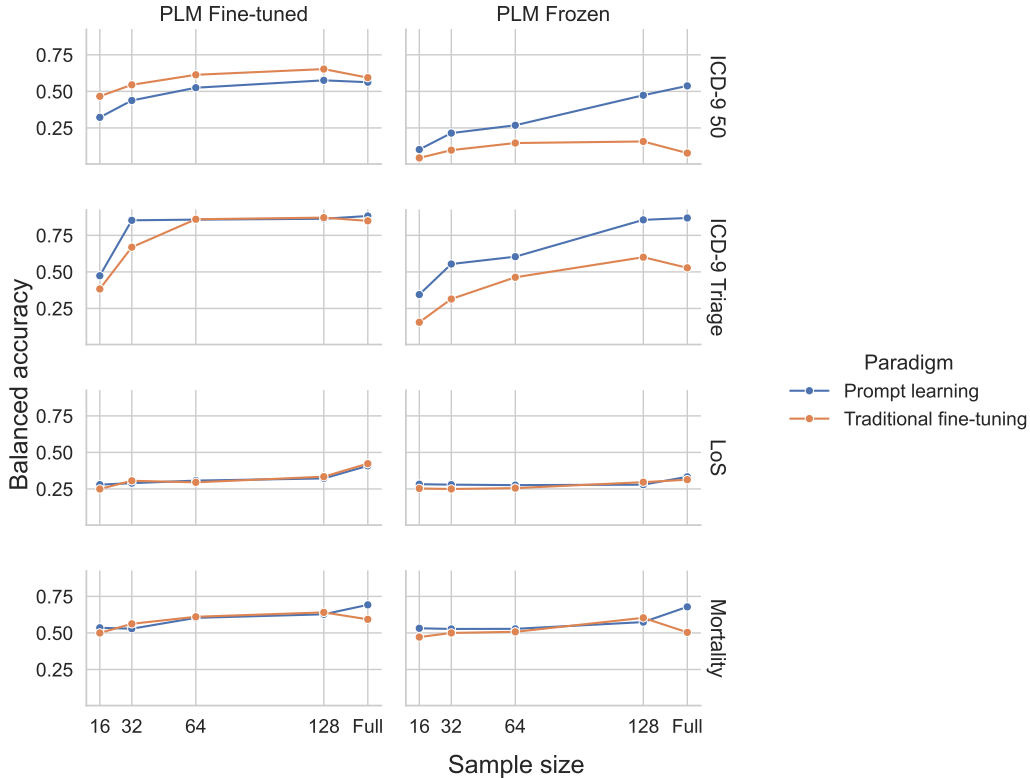 PLM Fine-tuned
PLM Frozen
0.75
0.50
0.25
ICD-9 50
0.75
0.50
0.25
ICD-9 Triage
Balanced accuracy
0.75
0.50
0.25
LoS
0.75
0.50
0.25
Mortality
16 32 64 128 Full
16 32 64 128 Full
Sample size
Paradigm
Prompt learning
Traditional fine-tuning